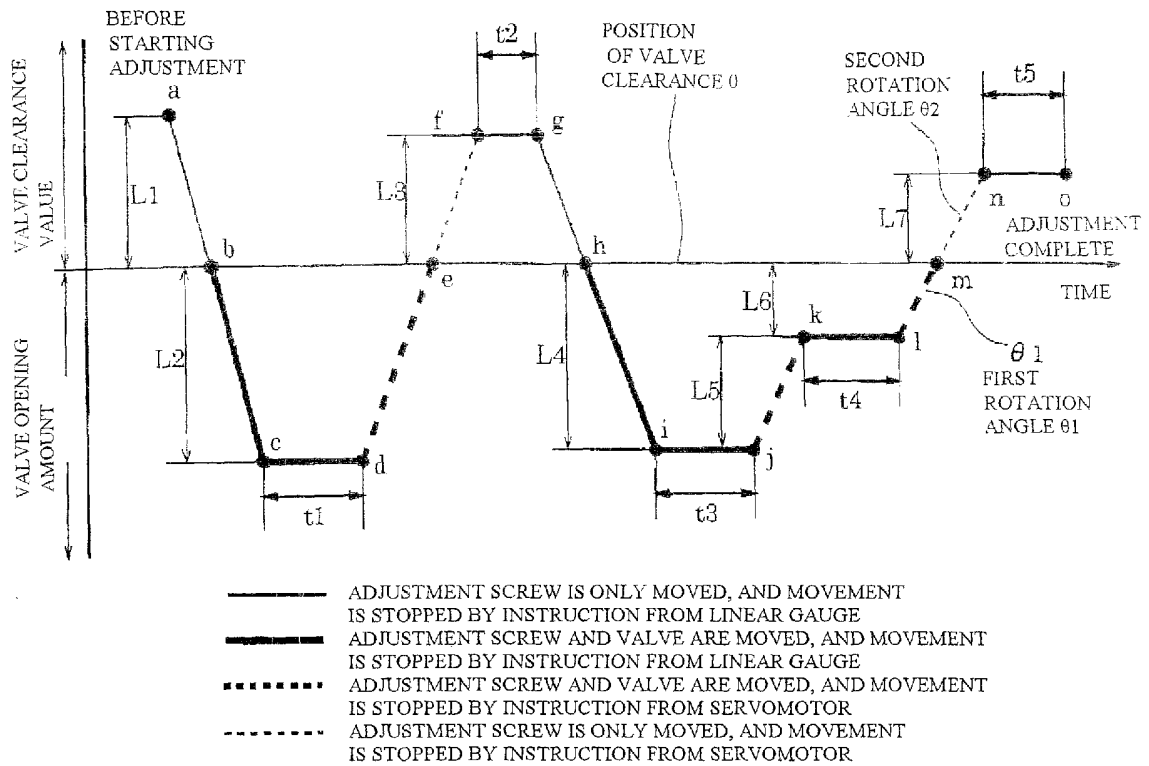 BEFORE
STARTING
ADJUSTMENT
a
t2
POSITION
OF VALVE
CLEARANCE 0
SECOND
ROTATION
ANGLE θ2
t5
f
g
VALVE CLEARANCE
VALUE
L1
L3
L7
n
o
ADJUSTMENT
COMPLETE
b
e
h
m
TIME
L2
L4
L6
k
l
θ 1
L5
t4
FIRST
ROTATION
ANGLE θ1
VALVE OPENING
AMOUNT
c
d
i
j
t1
t3
ADJUSTMENT SCREW IS ONLY MOVED, AND MOVEMENT
IS STOPPED BY INSTRUCTION FROM LINEAR GAUGE
ADJUSTMENT SCREW AND VALVE ARE MOVED, AND MOVEMENT
IS STOPPED BY INSTRUCTION FROM LINEAR GAUGE
ADJUSTMENT SCREW AND VALVE ARE MOVED, AND MOVEMENT
IS STOPPED BY INSTRUCTION FROM SERVOMOTOR
ADJUSTMENT SCREW IS ONLY MOVED, AND MOVEMENT
IS STOPPED BY INSTRUCTION FROM SERVOMOTOR